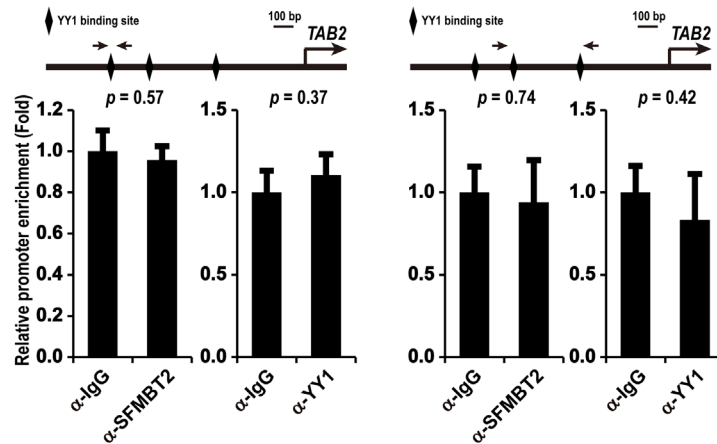 YY1 binding site
100 bp
TAB2
p = 0.57
p = 0.37
Relative promoter enrichment (Fold)
1.2
1.0
0.8
0.6
0.4
0.2
0.0
α-IgG
α-SFMBT2
1.5
1.0
0.5
0.0
α-IgG
α-YY1
YY1 binding site
100 bp
TAB2
p = 0.74
p = 0.42
1.5
1.0
0.5
0.0
α-IgG
α-SFMBT2
1.5
1.0
0.5
0.0
α-IgG
α-YY1